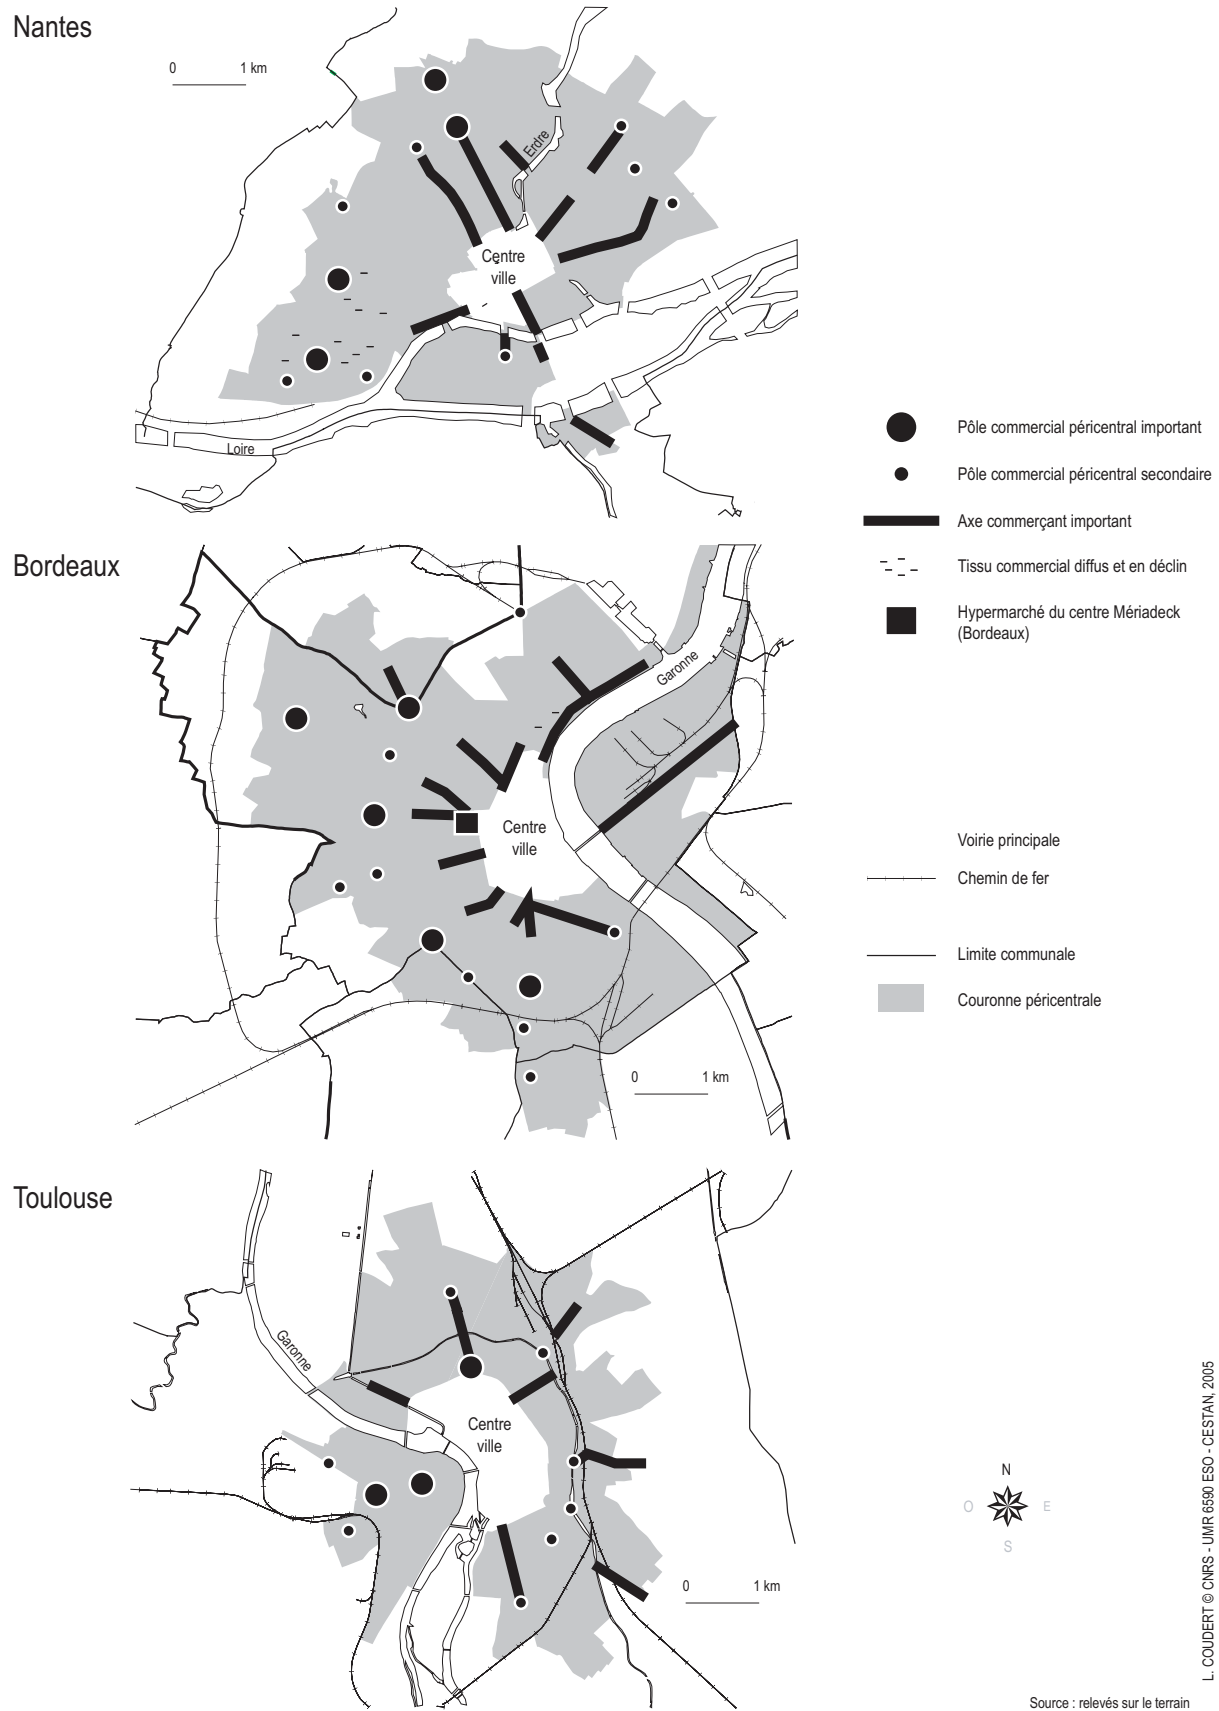 Nantes
0 1 km
Erdre
Centre
ville
Loire
Pôle commercial péricentral important
Pôle commercial péricentral secondaire
Axe commerçant important
Tissu commercial diffus et en déclin
Hypermarché du centre Mériadeck
(Bordeaux)
Bordeaux
Garonne
Centre
ville
0 1 km
Voirie principale
Chemin de fer
Limite communale
Couronne péricentrale
Toulouse
Garonne
Centre
ville
0 1 km
N
O E
S
L. COUDERT © CNRS - UMR 6590 ESO - CESTAN, 2005
Source : relevés sur le terrain